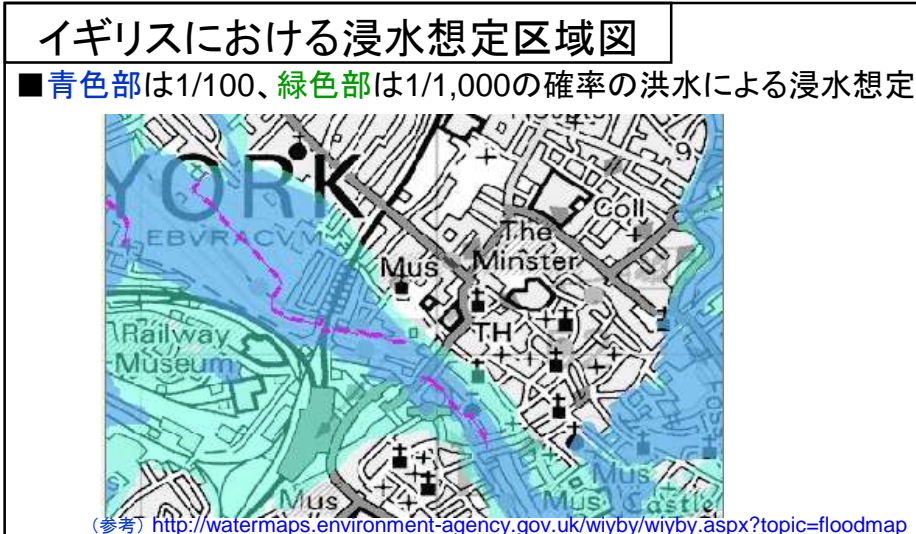 イギリスにおける浸水想定区域図
■青色部は1/100、緑色部は1/1,000の確率の洪水による浸水想定
YORK
EBVRACVM
Coll
9
The
Minster
Mus
TH
Railway
Museum
Mus
Mus
Mus
Castle
(参考) http://watermaps.environment-agency.gov.uk/wiyby/wiyby.aspx?topic=floodmap